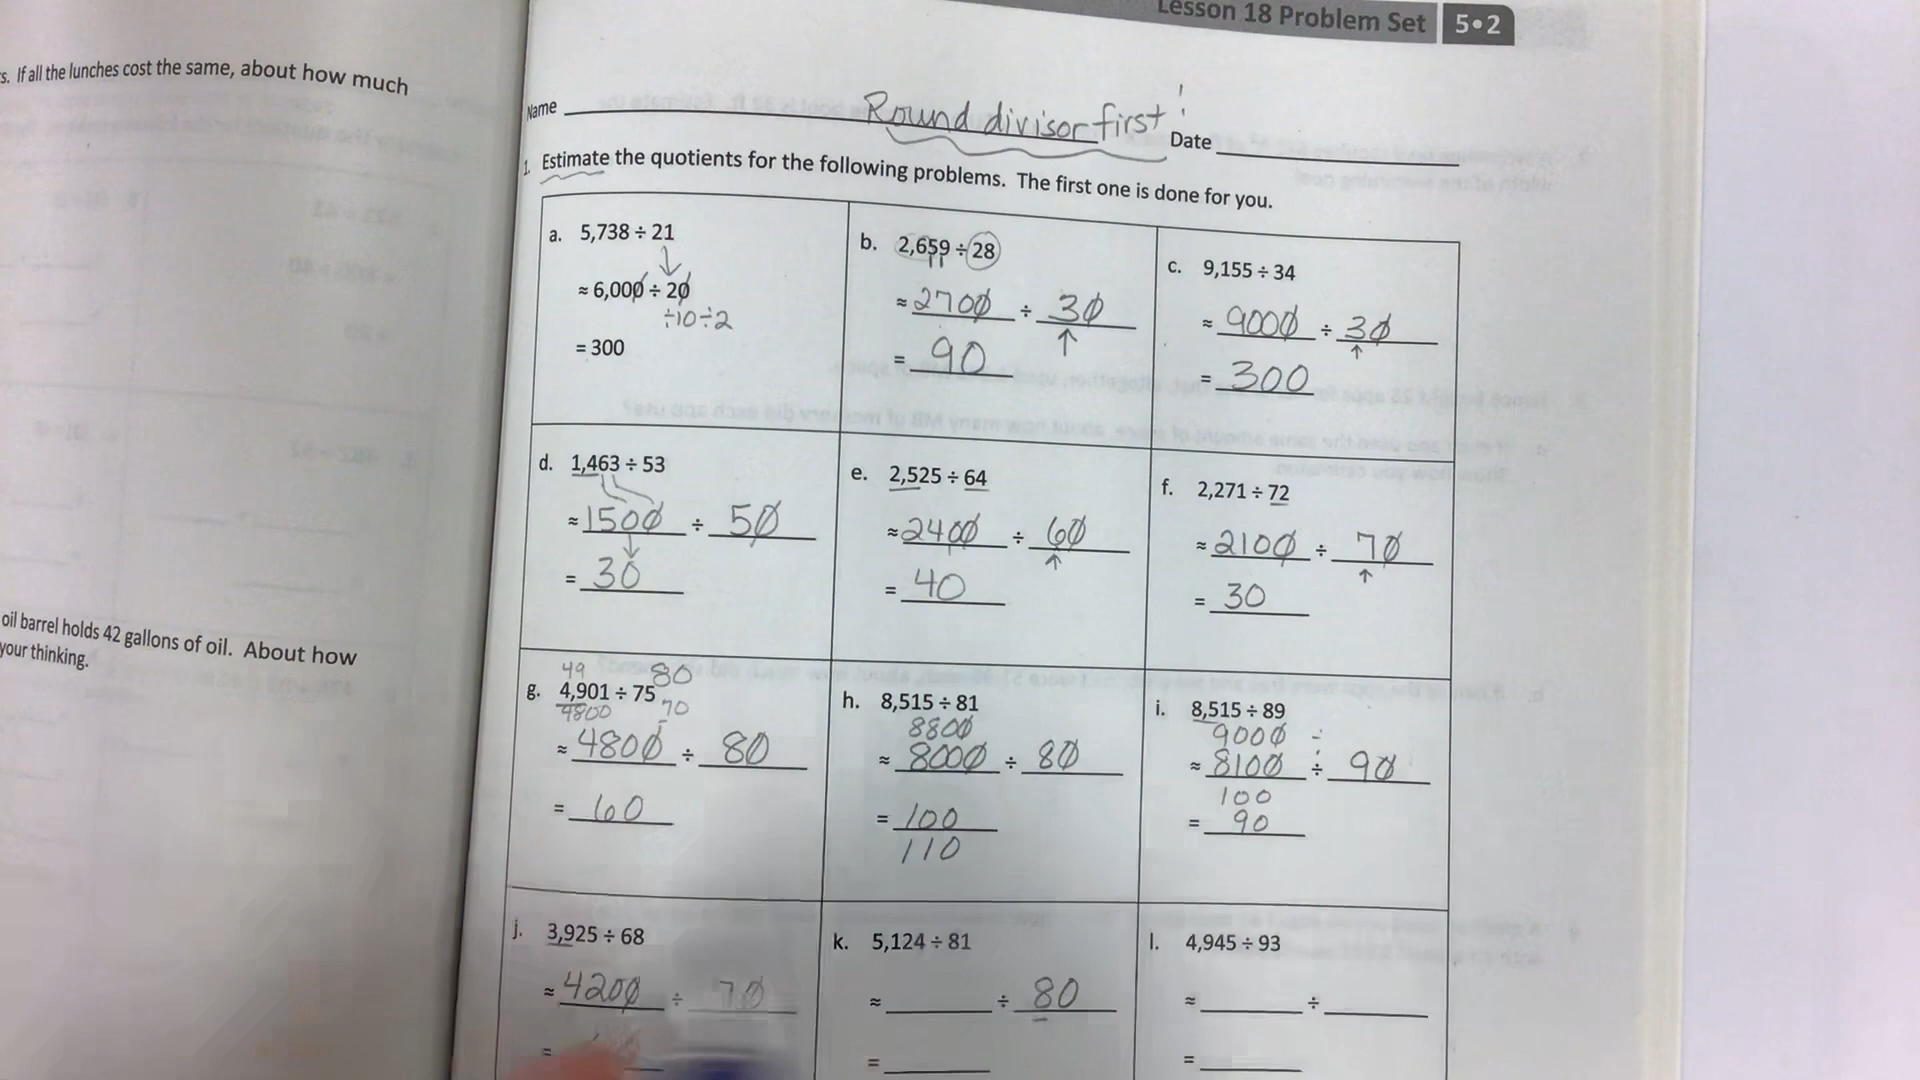 Lesson 18 Problem Set 5•2
s. If all the lunches cost the same, about how much
Name Round divisor first! Date
1. Estimate the quotients for the following problems. The first one is done for you.
a. 5,738 ÷ 21
≈ 6,000 ÷ 20
÷10÷2
= 300
b. 2,659 ÷ 28
≈ 2700 ÷ 30
= 90
c. 9,155 ÷ 34
≈ 9000 ÷ 30
= 300
d. 1,463 ÷ 53
≈ 1500 ÷ 50
= 30
e. 2,525 ÷ 64
≈ 2400 ÷ 60
= 40
f. 2,271 ÷ 72
≈ 2100 ÷ 70
= 30
oil barrel holds 42 gallons of oil. About how
your thinking.
49 80
g. 4,901 ÷ 75
4800 70
≈ 4800 ÷ 80
= 60
h. 8,515 ÷ 81
8800
≈ 8000 ÷ 80
= 100
110
i. 8,515 ÷ 89
9000 ÷
≈ 8100 ÷ 90
100
= 90
j. 3,925 ÷ 68
≈ 4200 ÷ 70
=
k. 5,124 ÷ 81
≈ ÷ 80
=
l. 4,945 ÷ 93
≈ ÷
=